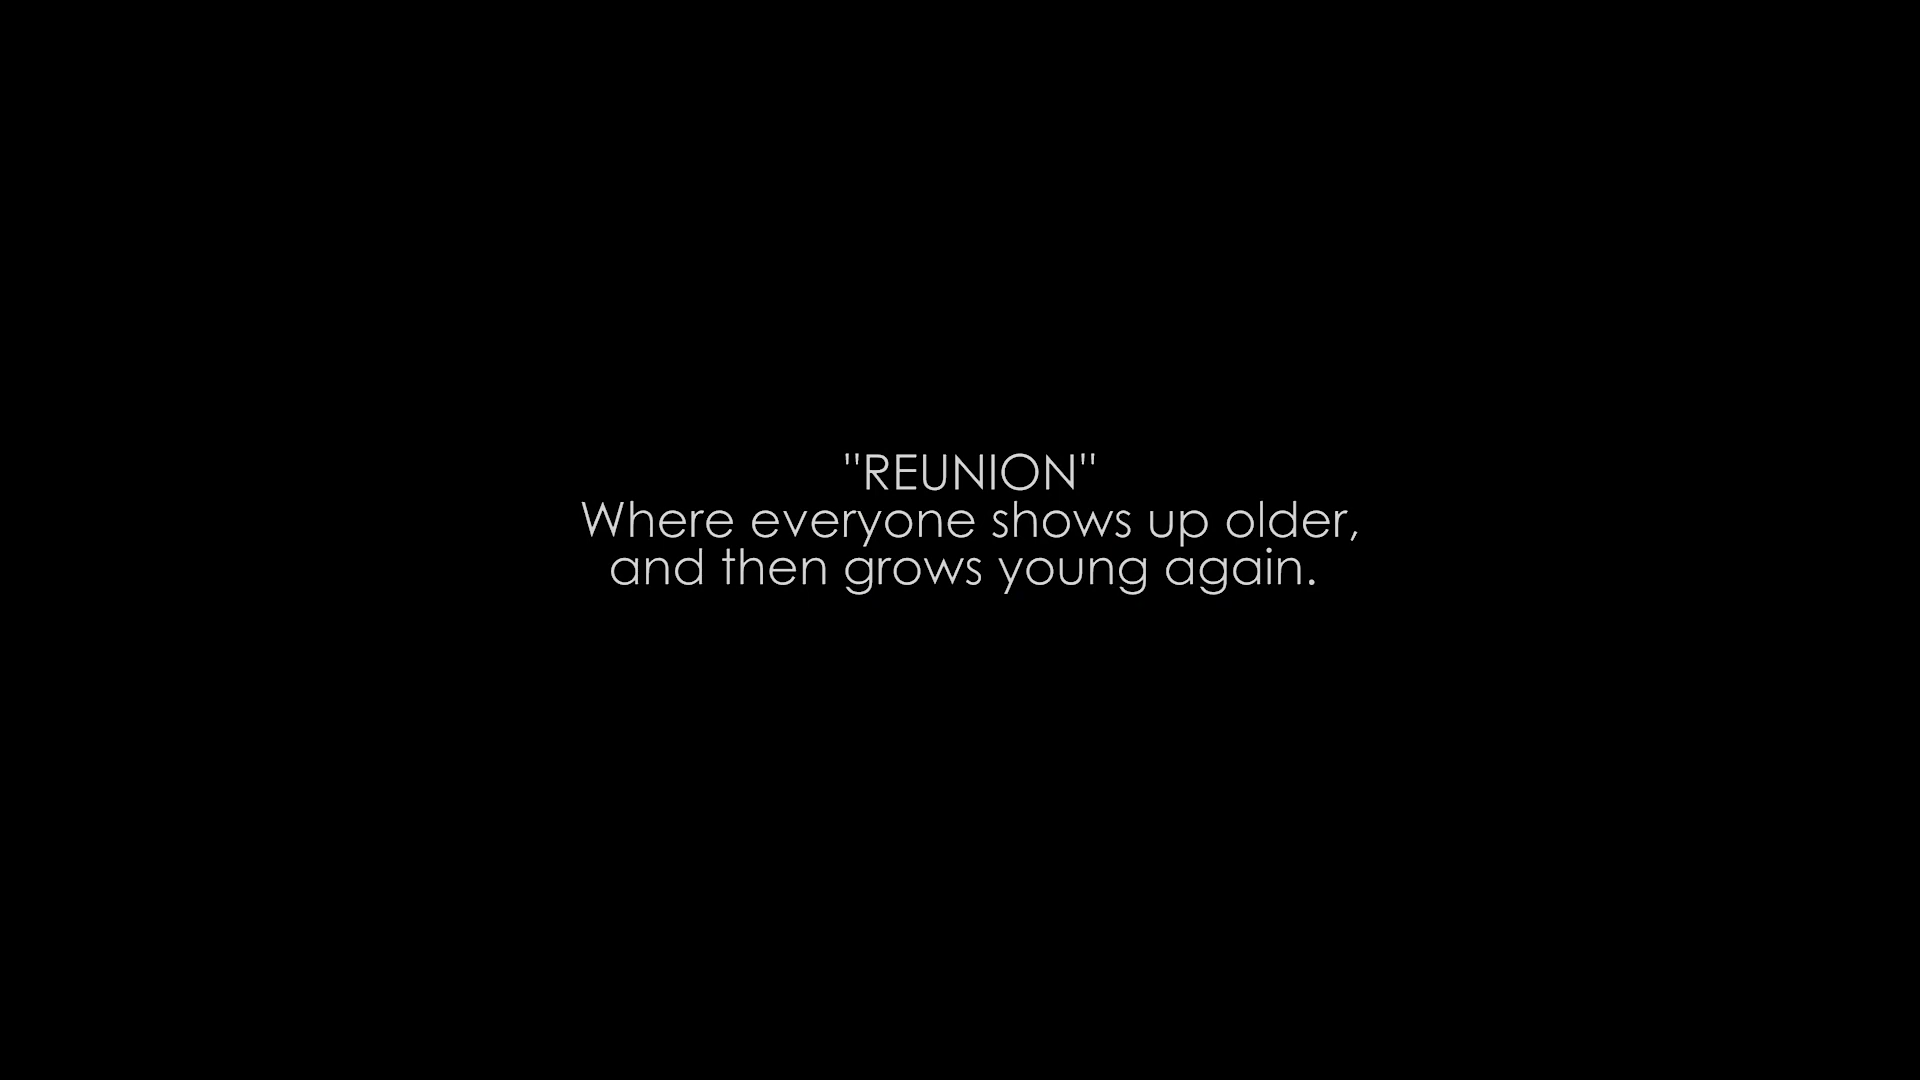 "REUNION"
Where everyone shows up older,
and then grows young again.